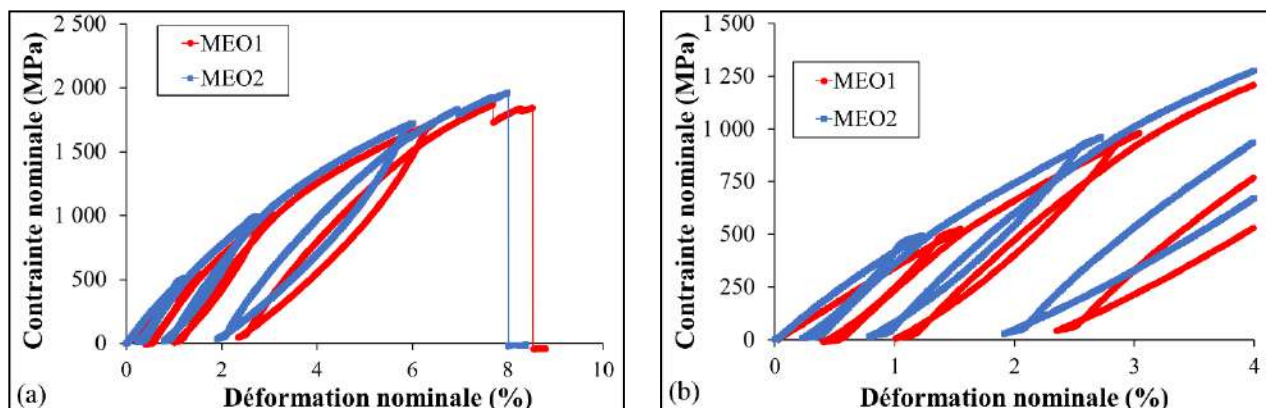 2 500
2 000
1 500
1 000
500
0
Contrainte nominale (MPa)
MEO1
MEO2
0 2 4 6 8 10
(a)
Déformation nominale (%)
1 500
1 250
1 000
750
500
250
0
Contrainte nominale (MPa)
MEO1
MEO2
0 1 2 3 4
(b)
Déformation nominale (%)